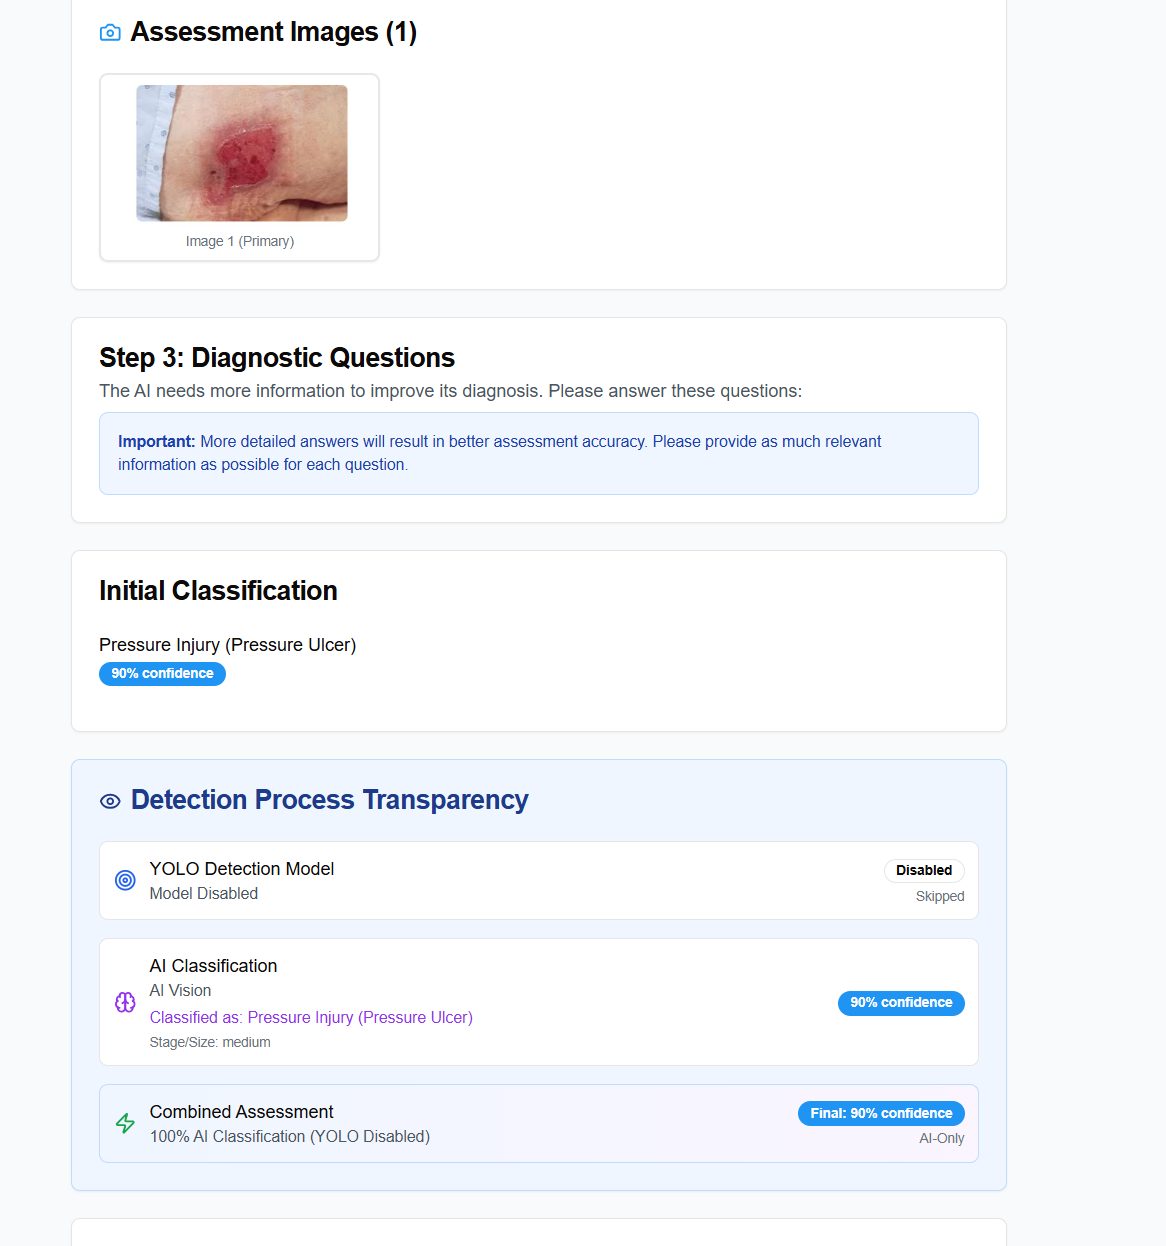 Assessment Images (1)
Image 1 (Primary)
Step 3: Diagnostic Questions
The AI needs more information to improve its diagnosis. Please answer these questions:
Important: More detailed answers will result in better assessment accuracy. Please provide as much relevant
information as possible for each question.
Initial Classification
Pressure Injury (Pressure Ulcer)
90% confidence
Detection Process Transparency
YOLO Detection Model
Model Disabled
Disabled
Skipped
AI Classification
AI Vision
Classified as: Pressure Injury (Pressure Ulcer)
Stage/Size: medium
90% confidence
Combined Assessment
100% AI Classification (YOLO Disabled)
Final: 90% confidence
AI-Only